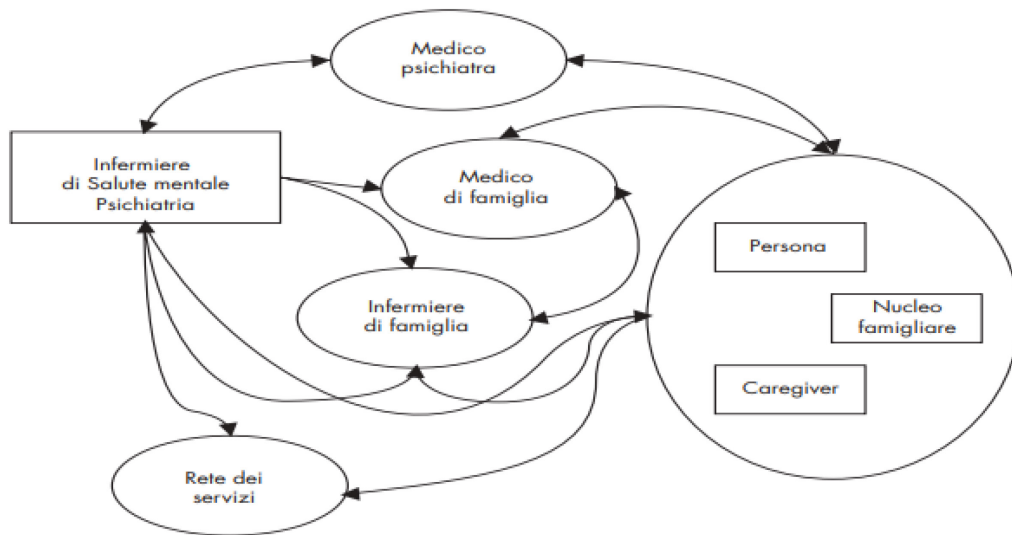 Medico
psichiatra
Infermiere
di Salute mentale
Psichiatria
Medico
di famiglia
Persona
Nucleo
famigliare
Infermiere
di famiglia
Caregiver
Rete dei
servizi